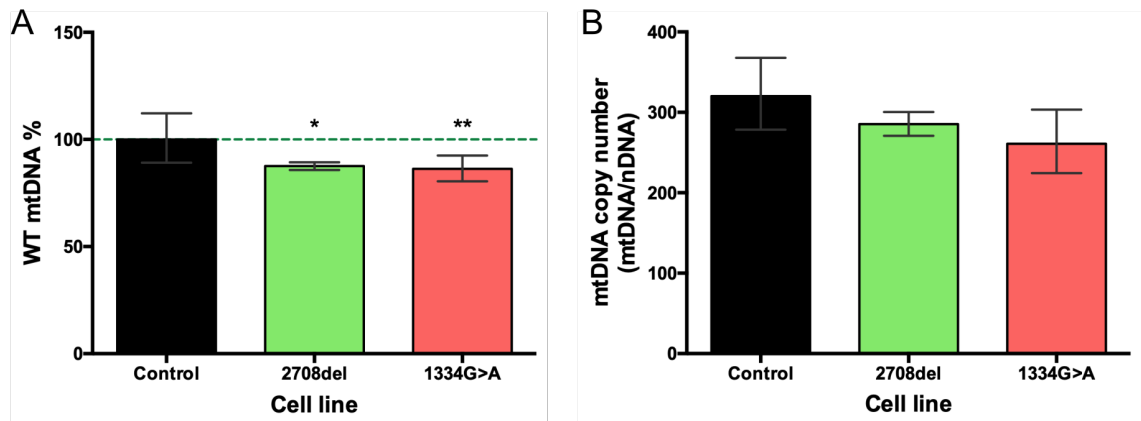 A
150
100
50
0
WT mtDNA %
*
**
Control
2708del
1334G>A
Cell line
B
400
300
200
100
0
mtDNA copy number
(mtDNA/nDNA)
Control
2708del
1334G>A
Cell line